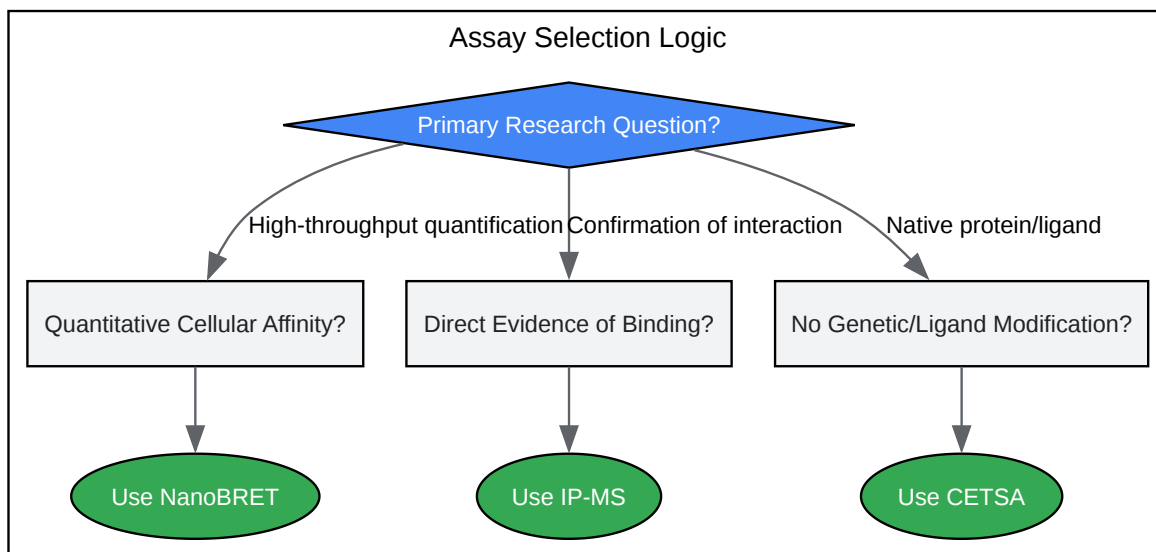 Assay Selection Logic
Primary Research Question?
High-throughput quantification
Confirmation of interaction
Native protein/ligand
Quantitative Cellular Affinity?
Direct Evidence of Binding?
No Genetic/Ligand Modification?
Use NanoBRET
Use IP-MS
Use CETSA